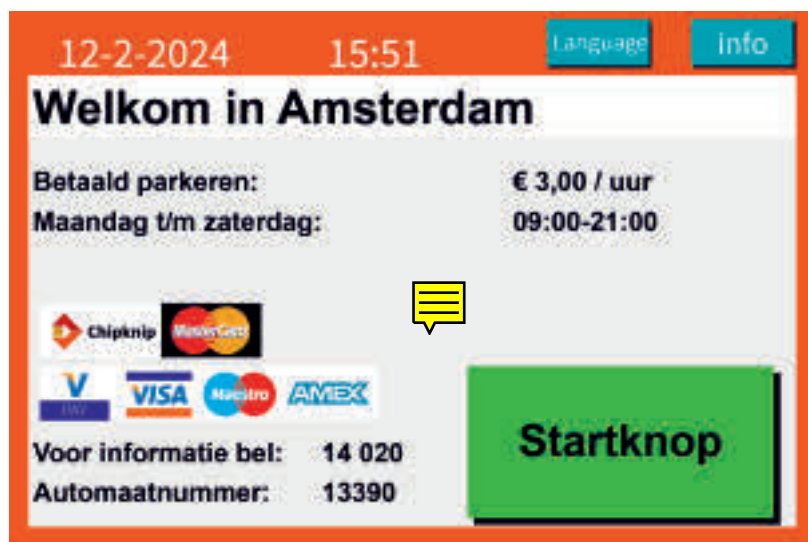 12-2-2024 15:51 Language info
Welkom in Amsterdam
Betaald parkeren: € 3,00 / uur
Maandag t/m zaterdag: 09:00-21:00
Chipknip MasterCard
V PAY VISA Maestro AMEX
Startknop
Voor informatie bel: 14 020
Automaatnummer: 13390